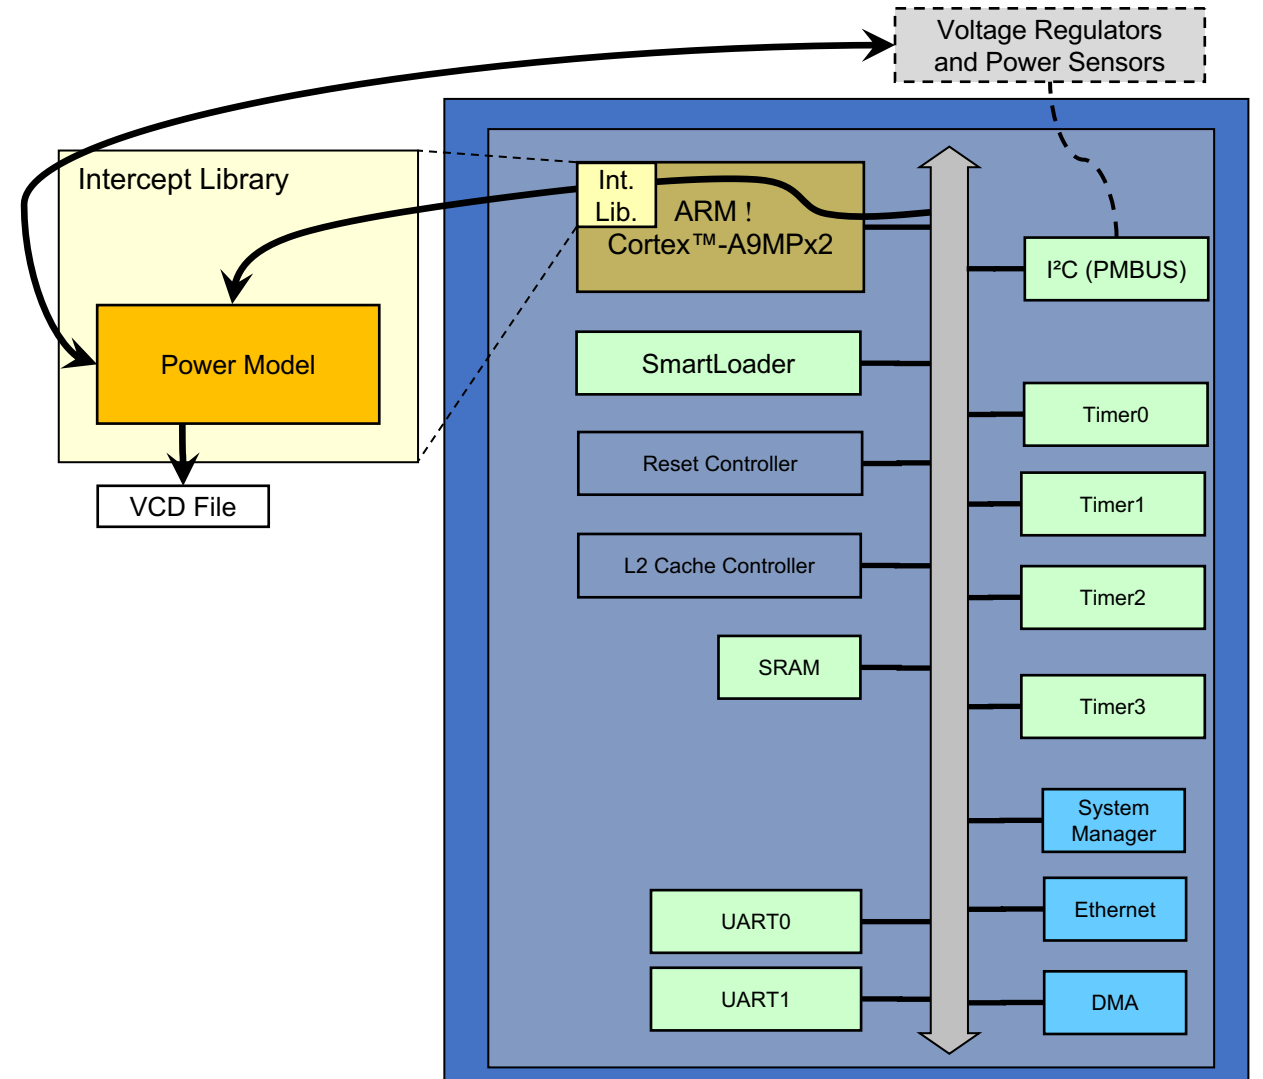 Voltage Regulators
and Power Sensors
Intercept Library
Int.
Lib.
ARM !
Cortex™-A9MPx2
I²C (PMBUS)
Power Model
SmartLoader
Timer0
Reset Controller
VCD File
Timer1
L2 Cache Controller
Timer2
SRAM
Timer3
System
Manager
UART0
Ethernet
UART1
DMA